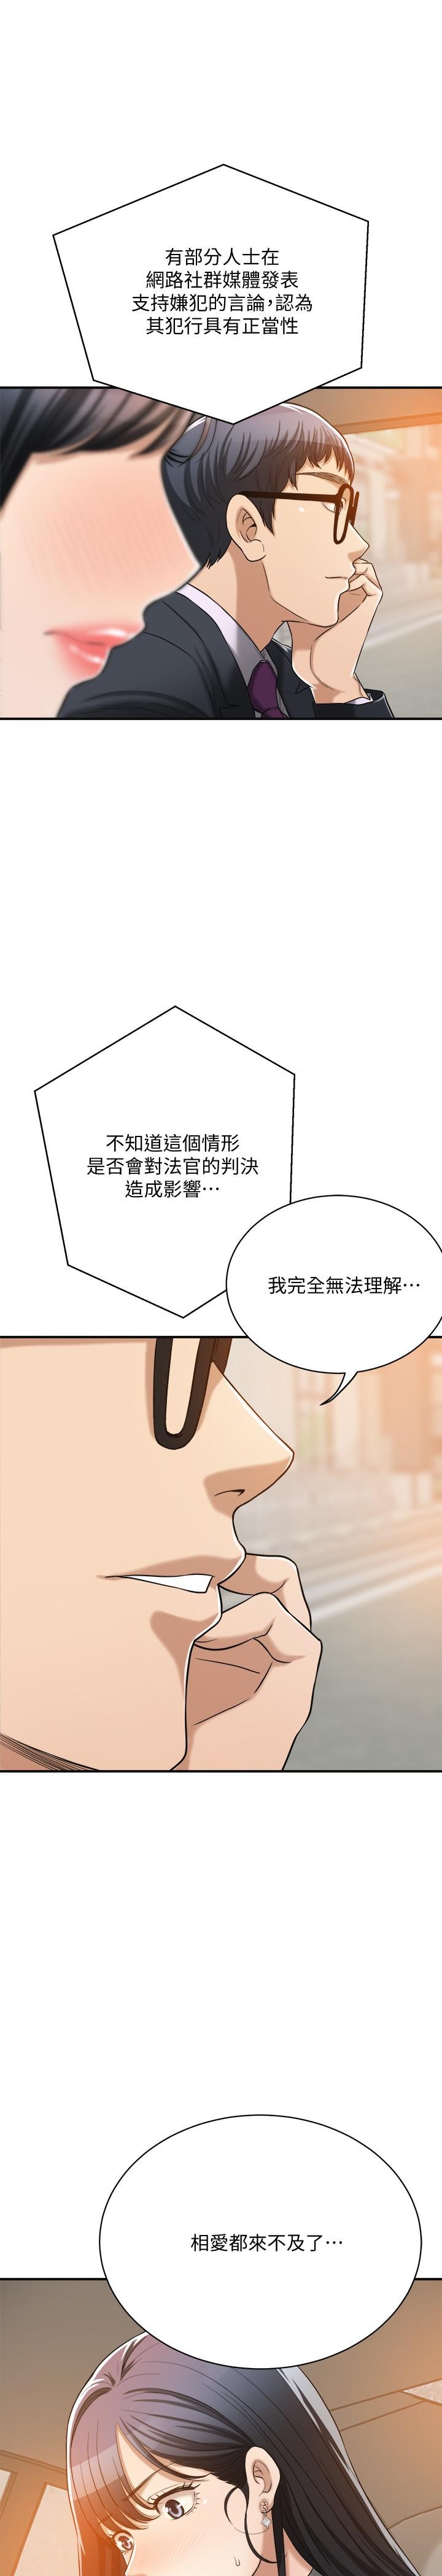 有部分人士在
網路社群媒體發表
支持嫌犯的言論，認為
其犯行具有正當性
不知道這個情形
是否會對法官的判決
造成影響⋯
我完全無法理解⋯
相愛都來不及了⋯